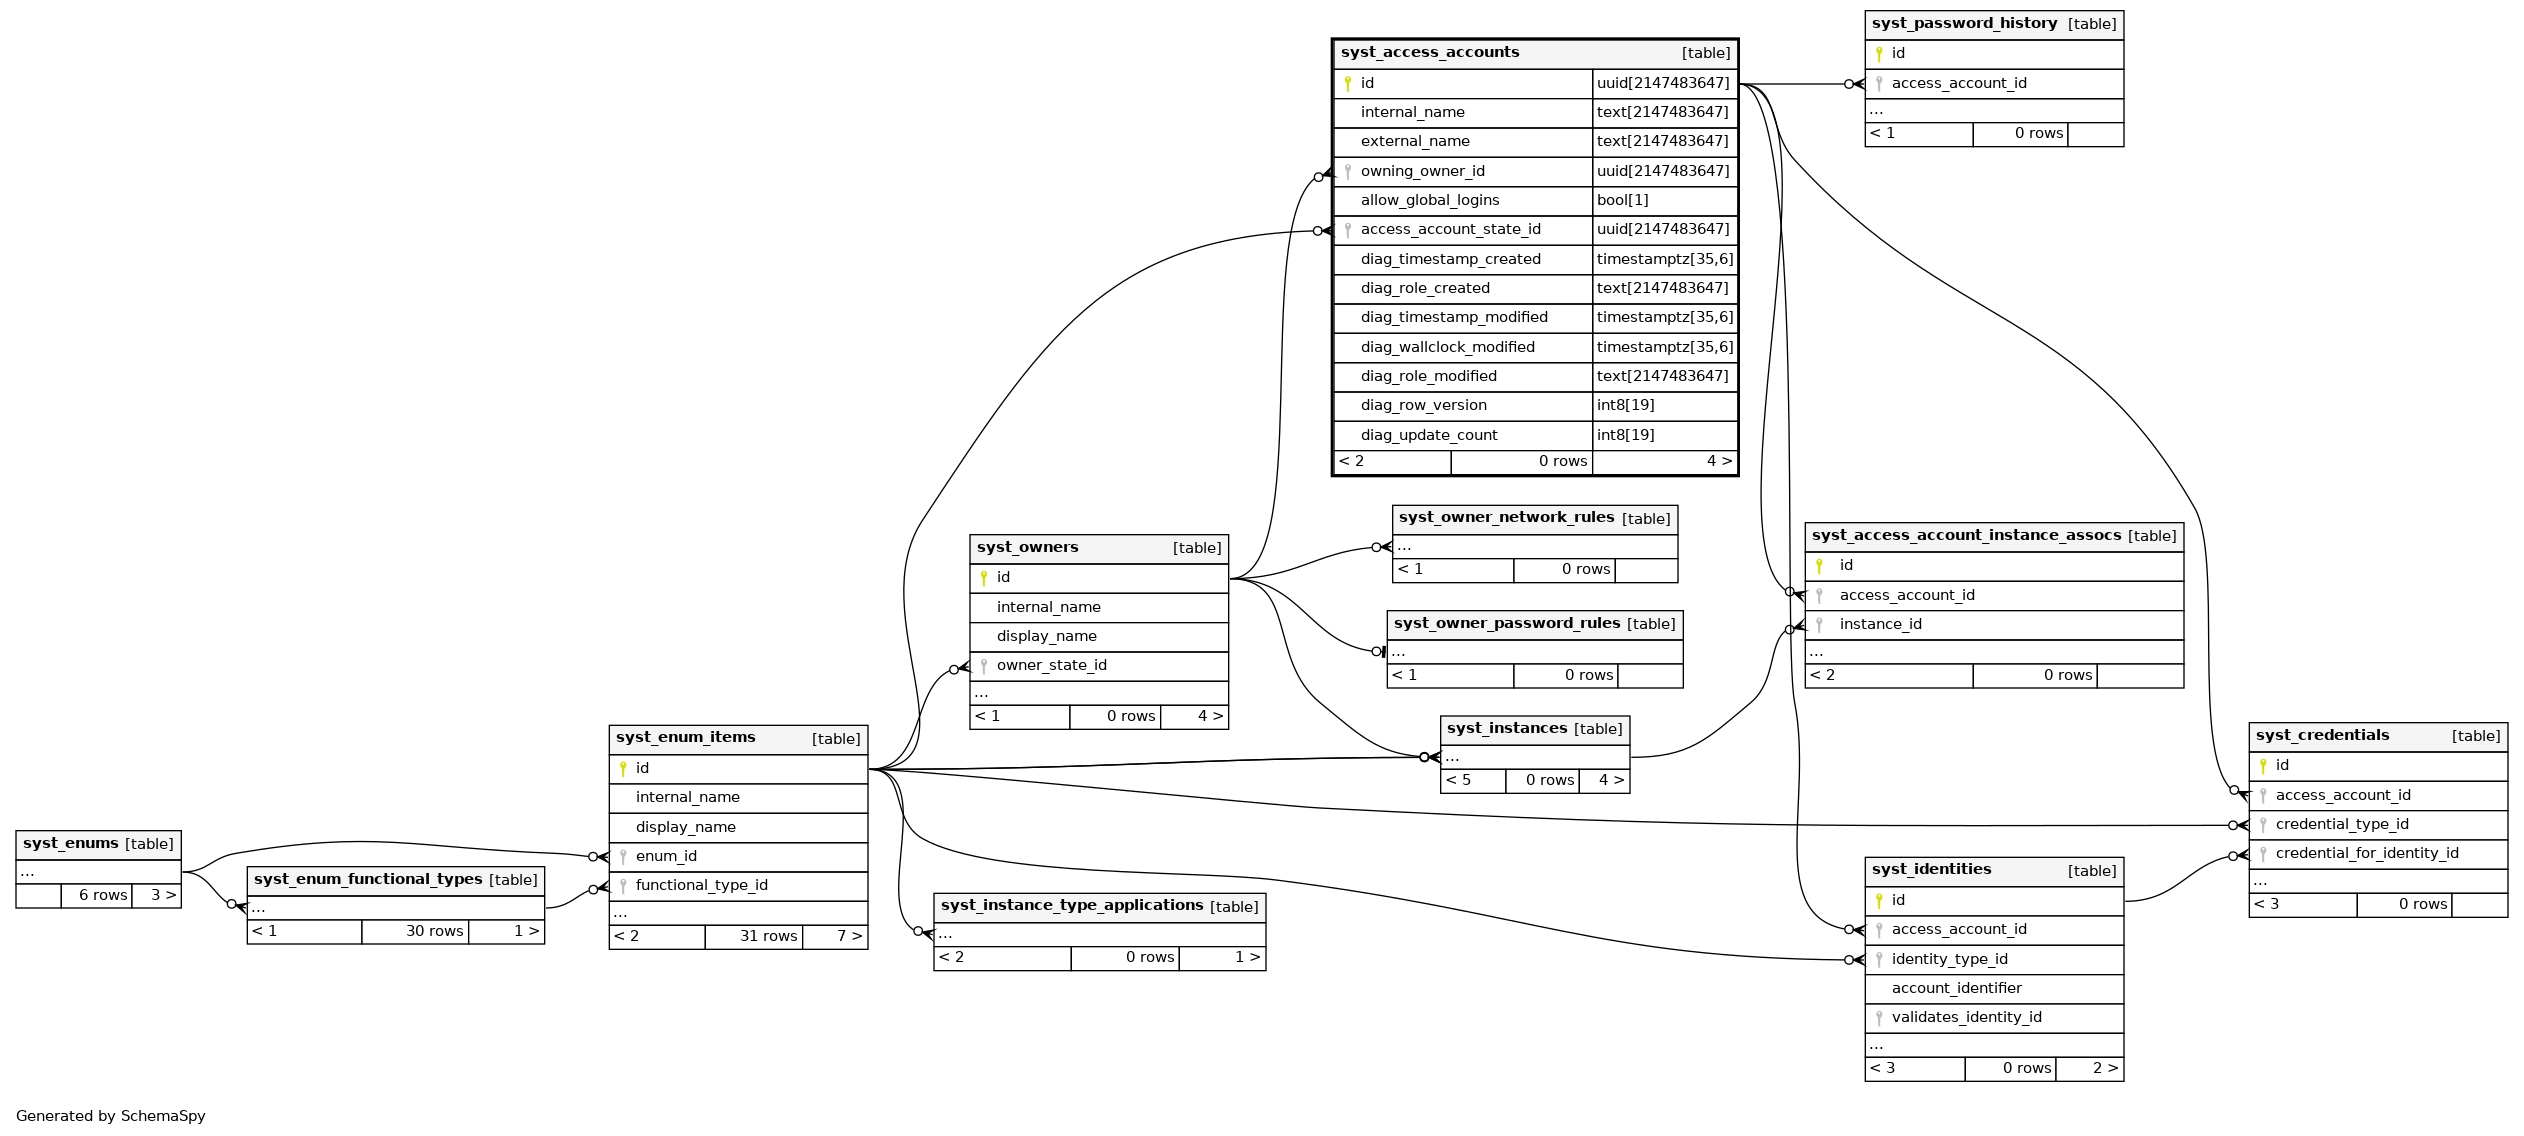 syst_password_history [table]
id
access_account_id
...
< 1 0 rows
syst_access_accounts [table]
id uuid[2147483647]
internal_name text[2147483647]
external_name text[2147483647]
owning_owner_id uuid[2147483647]
allow_global_logins bool[1]
access_account_state_id uuid[2147483647]
diag_timestamp_created timestamptz[35,6]
diag_role_created text[2147483647]
diag_timestamp_modified timestamptz[35,6]
diag_wallclock_modified timestamptz[35,6]
diag_role_modified text[2147483647]
diag_row_version int8[19]
diag_update_count int8[19]
< 2 0 rows 4 >
syst_owner_network_rules [table]
...
< 1 0 rows
syst_access_account_instance_assocs [table]
id
access_account_id
instance_id
...
< 2 0 rows
syst_owners [table]
id
internal_name
display_name
owner_state_id
...
< 1 0 rows 4 >
syst_owner_password_rules [table]
...
< 1 0 rows
syst_instances [table]
...
< 5 0 rows 4 >
syst_credentials [table]
id
access_account_id
credential_type_id
credential_for_identity_id
...
< 3 0 rows
syst_enum_items [table]
id
internal_name
display_name
enum_id
functional_type_id
...
< 2 31 rows 7 >
syst_enums [table]
...
6 rows 3 >
syst_enum_functional_types [table]
...
< 1 30 rows 1 >
syst_instance_type_applications [table]
...
< 2 0 rows 1 >
syst_identities [table]
id
access_account_id
identity_type_id
account_identifier
validates_identity_id
...
< 3 0 rows 2 >
Generated by SchemaSpy